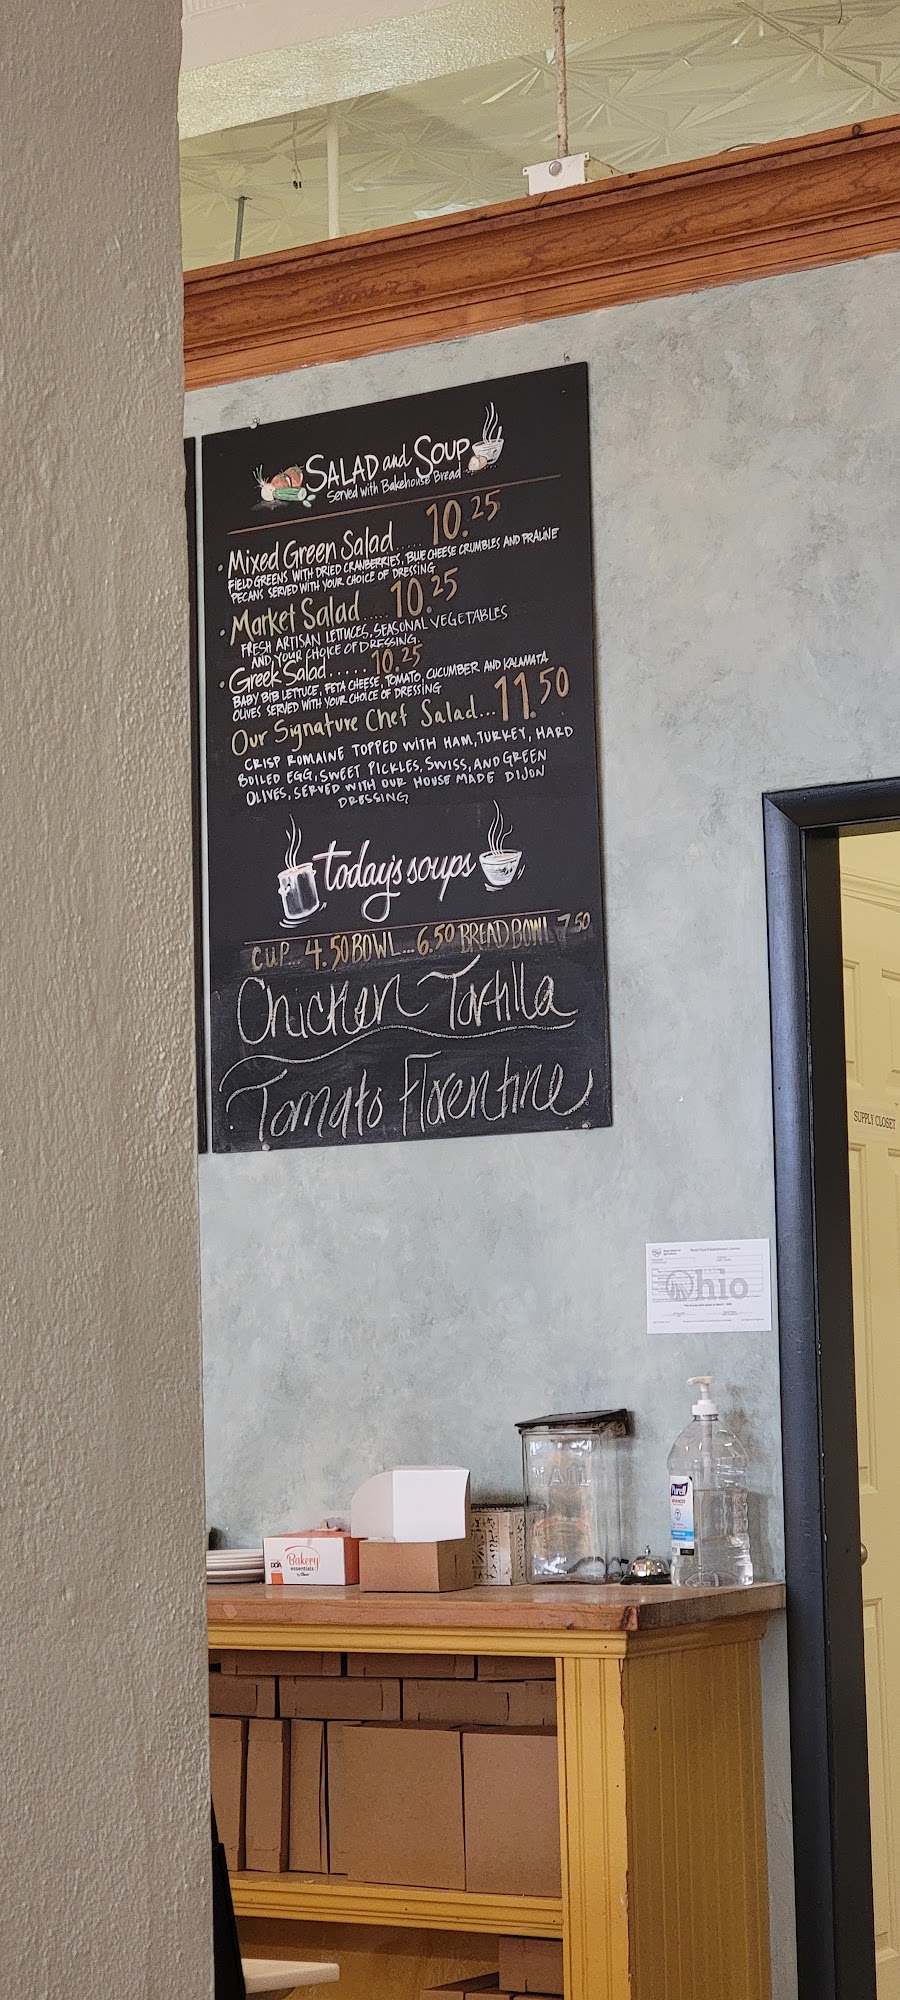 SALAD and SOUP
Served with Bakehouse Bread
Mixed Green Salad..... 10.25
FIELD GREENS WITH DRIED CRANBERRIES, BLUE CHEESE CRUMBLES AND PRALINE
PECANS SERVED WITH YOUR CHOICE OF DRESSING
Market Salad..... 10.25
FRESH ARTISAN LETTUCES, SEASONAL VEGETABLES
AND YOUR CHOICE OF DRESSING.
Greek Salad..... 10.25
BABY BIB LETTUCE, FETA CHEESE, TOMATO, CUCUMBER AND KALAMATA
OLIVES SERVED WITH YOUR CHOICE OF DRESSING
Our Signature Chef Salad... 11.50
CRISP ROMAINE TOPPED WITH HAM, TURKEY, HARD
BOILED EGG, SWEET PICKLES, SWISS, AND GREEN
OLIVES, SERVED WITH OUR HOUSE MADE DIJON
DRESSING
today's soups
CUP... 4.50 BOWL... 6.50 BREAD BOWL 7.50
Chicken Tortilla
Tomato Florentine
SUPPLY CLOSET
Ohio
Purell
ADVANCED
Bakery
essentials